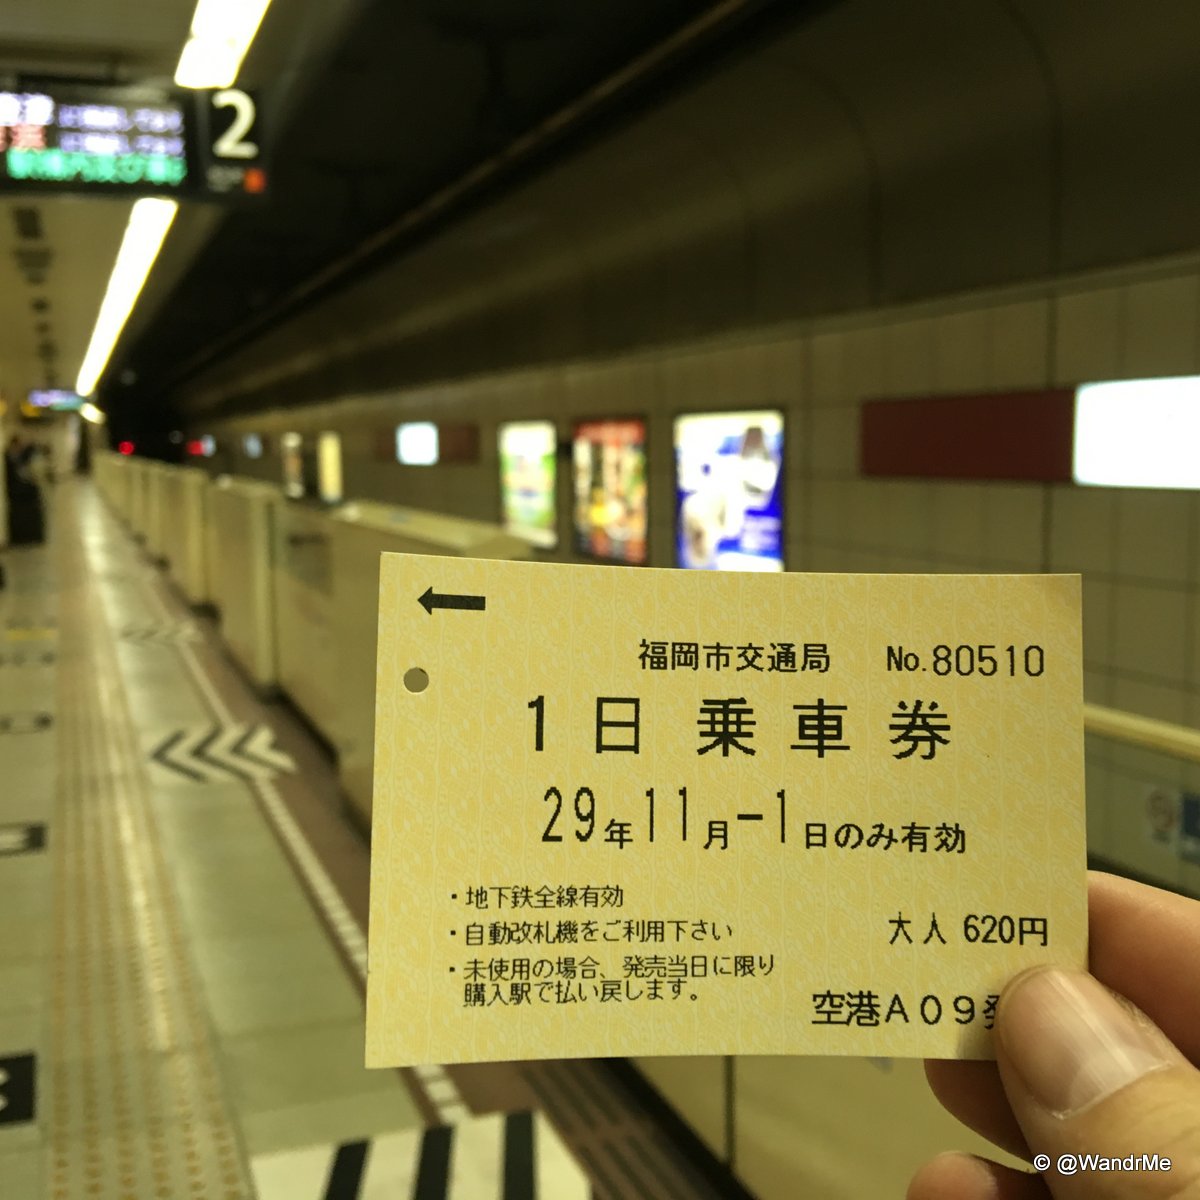 2
←
福岡市交通局 No.80510
1日 乗車券
29年11月-1日のみ有効
・地下鉄全線有効
・自動改札機をご利用下さい
大人 620円
・未使用の場合、発売当日に限り
購入駅で払い戻します。
空港A09発
© @WandrMe